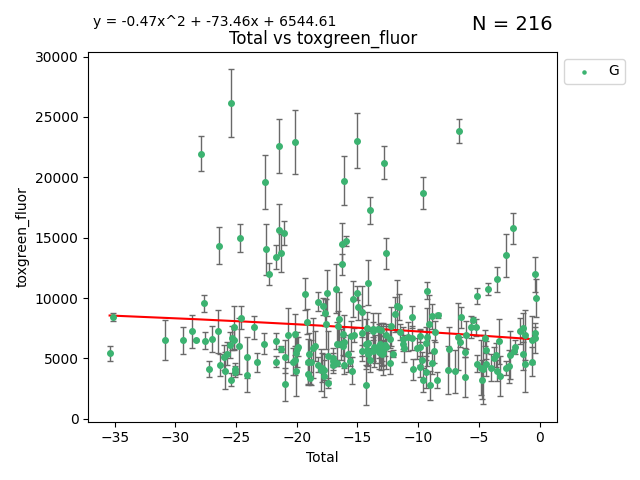 y = -0.47x^2 + -73.46x + 6544.61
N = 216
Total vs toxgreen_fluor
G
toxgreen_fluor
30000
25000
20000
15000
10000
5000
0
−35
−30
−25
−20
−15
−10
−5
0
Total